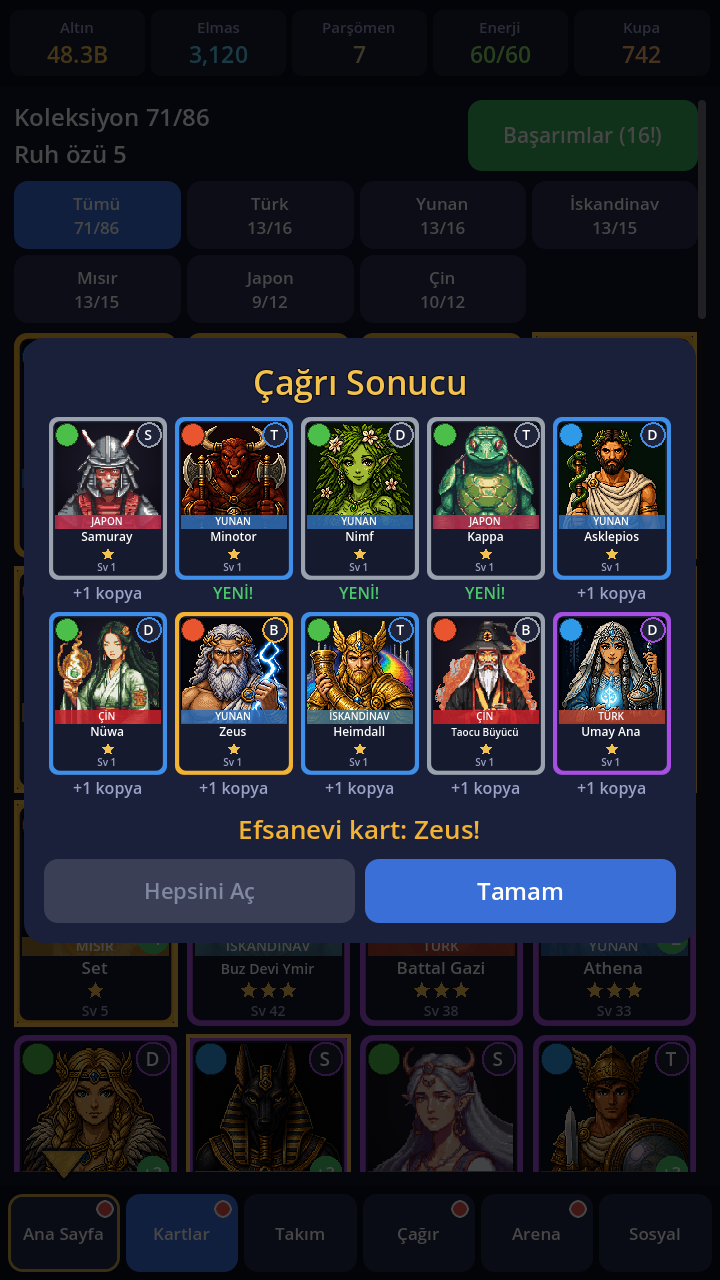 Altın Elmas Parşömen Enerji Kupa
48.3B 3,120 7 60/60 742
Koleksiyon 71/86
Ruh özü 5
Başarımlar (16!)
Tümü Türk Yunan İskandinav
71/86 13/16 13/16 13/15
Mısır Japon Çin
13/15 9/12 10/12
Çağrı Sonucu
S T D T D
JAPON YUNAN YUNAN JAPON YUNAN
Samuray Minotor Nimf Kappa Asklepios
Sv 1 Sv 1 Sv 1 Sv 1 Sv 1
+1 kopya YENİ! YENİ! YENİ! +1 kopya
D B T B D
ÇİN YUNAN İSKANDİNAV ÇİN TÜRK
Nüwa Zeus Heimdall Taocu Büyücü Umay Ana
Sv 1 Sv 1 Sv 1 Sv 1 Sv 1
+1 kopya +1 kopya +1 kopya +1 kopya +1 kopya
Efsanevi kart: Zeus!
Hepsini Aç Tamam
MISIR İSKANDİNAV TÜRK YUNAN
Set Buz Devi Ymir Battal Gazi Athena
Sv 5 Sv 42 Sv 38 Sv 33
D S S T
Ana Sayfa Kartlar Takım Çağır Arena Sosyal